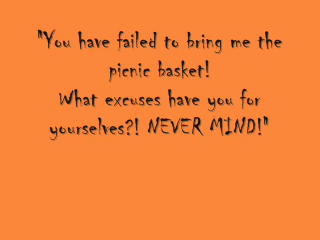 "You have failed to bring me the
picnic basket!
What excuses have you for
yourselves?! NEVER MIND!"